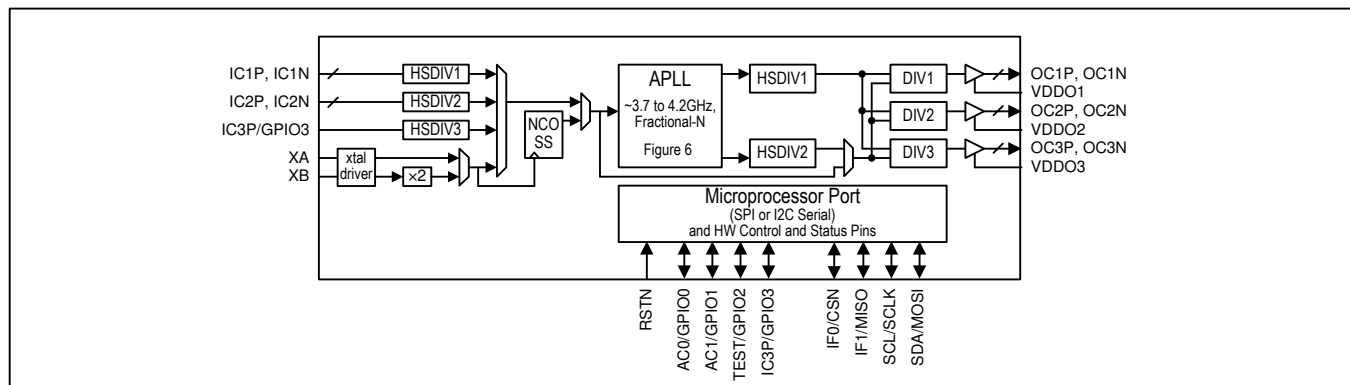 IC1P, IC1N
HSDIV1
IC2P, IC2N
HSDIV2
IC3P/GPIO3
HSDIV3
XA
XB
xtal
driver
×2
NCO
SS
APLL
~3.7 to 4.2GHz,
Fractional-N
Figure 6
HSDIV1
HSDIV2
DIV1
DIV2
DIV3
OC1P, OC1N
VDDO1
OC2P, OC2N
VDDO2
OC3P, OC3N
VDDO3
Microprocessor Port
(SPI or I2C Serial)
and HW Control and Status Pins
RSTN
AC0/GPIO0
AC1/GPIO1
TEST/GPIO2
IC3P/GPIO3
IF0/CSN
IF1/MISO
SCL/SCLK
SDA/MOSI